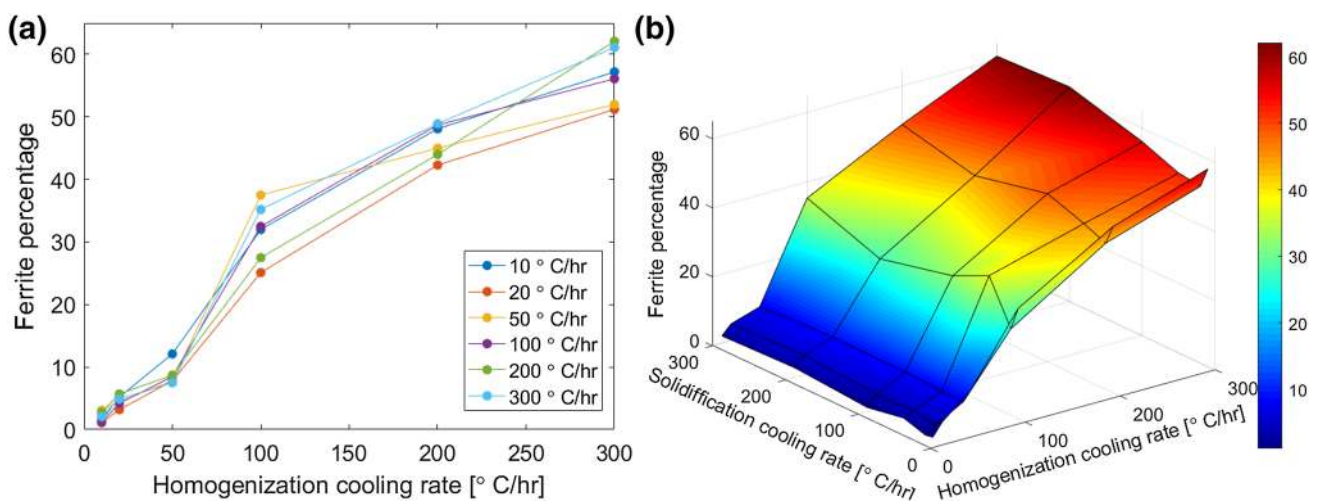 (a)
Ferrite percentage
60
50
40
30
20
10
0
0 50 100 150 200 250 300
Homogenization cooling rate [° C/hr]
10 ° C/hr
20 ° C/hr
50 ° C/hr
100 ° C/hr
200 ° C/hr
300 ° C/hr
(b)
Ferrite percentage
60
40
20
0
300
200
100
0
Solidiffication cooling rate [° C/hr]
0
100
200
300
Homogenization cooling rate [° C/hr]
60
50
40
30
20
10